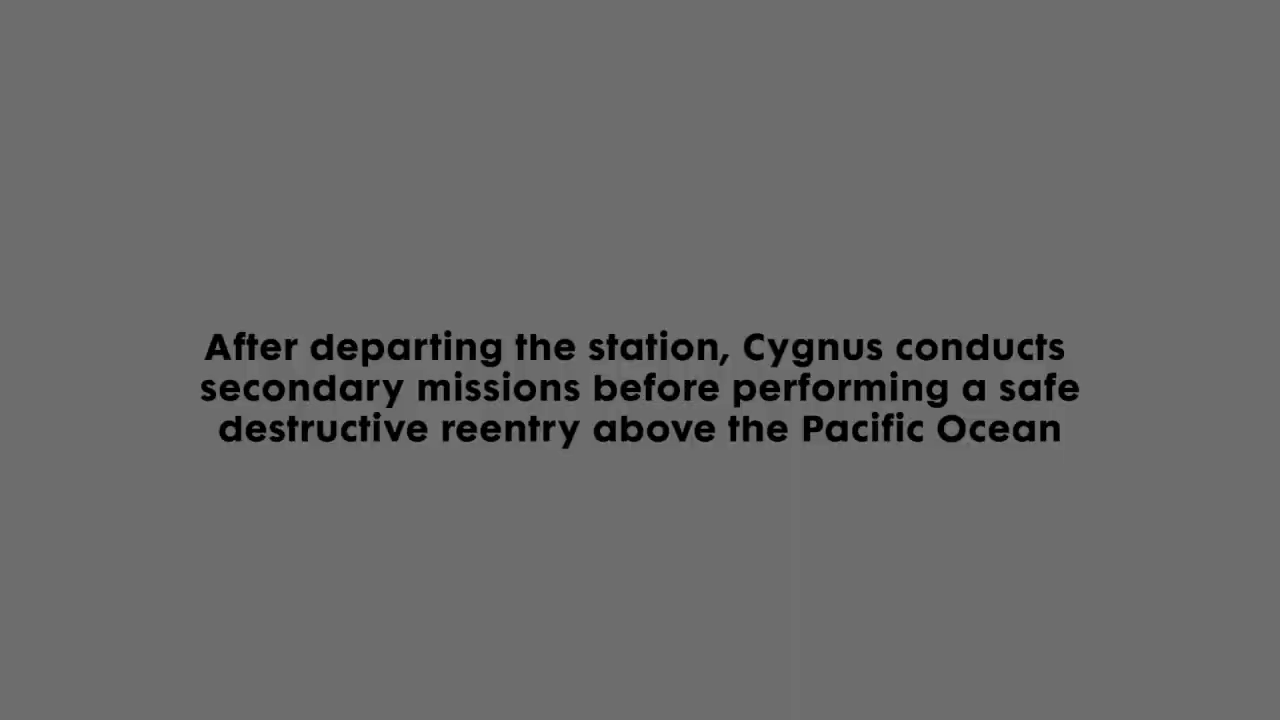 After departing the station, Cygnus conducts
secondary missions before performing a safe
destructive reentry above the Pacific Ocean